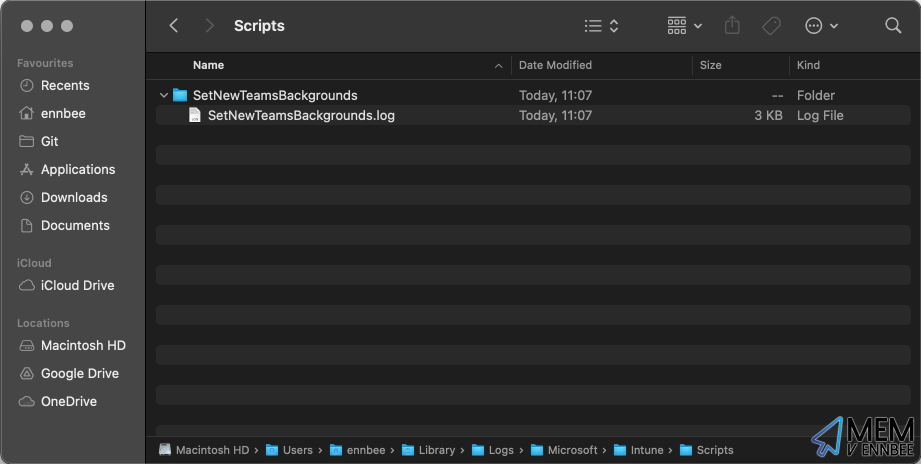 Scripts
Favourites
Recents
ennbee
Git
Applications
Downloads
Documents
iCloud
iCloud Drive
Locations
Macintosh HD
Google Drive
OneDrive
Name Date Modified Size Kind
SetNewTeamsBackgrounds Today, 11:07 -- Folder
SetNewTeamsBackgrounds.log Today, 11:07 3 KB Log File
Macintosh HD › Users › ennbee › Library › Logs › Microsoft › Intune › Scripts
MEM
V ENNBEE